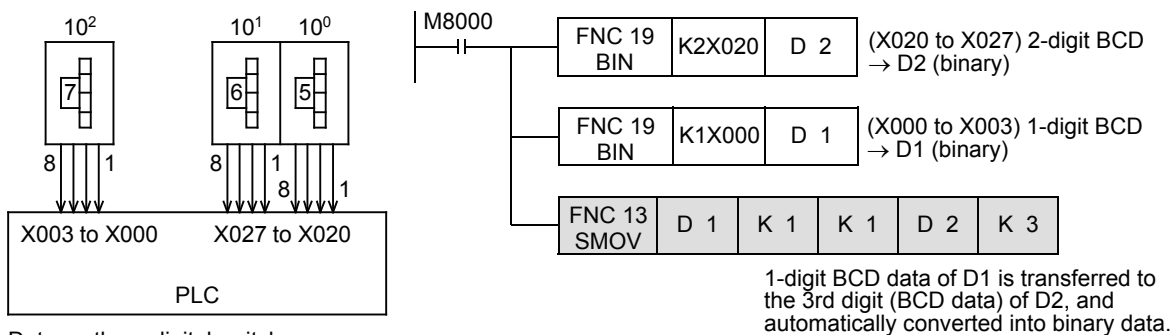 10² 10¹ 10⁰
7 6 5
8 1 8 1
8 1
X003 to X000 X027 to X020
PLC
M8000
FNC 19 BIN K2X020 D 2
(X020 to X027) 2-digit BCD
→ D2 (binary)
FNC 19 BIN K1X000 D 1
(X000 to X003) 1-digit BCD
→ D1 (binary)
FNC 13 SMOV D 1 K 1 K 1 D 2 K 3
1-digit BCD data of D1 is transferred to
the 3rd digit (BCD data) of D2, and
automatically converted into binary data.